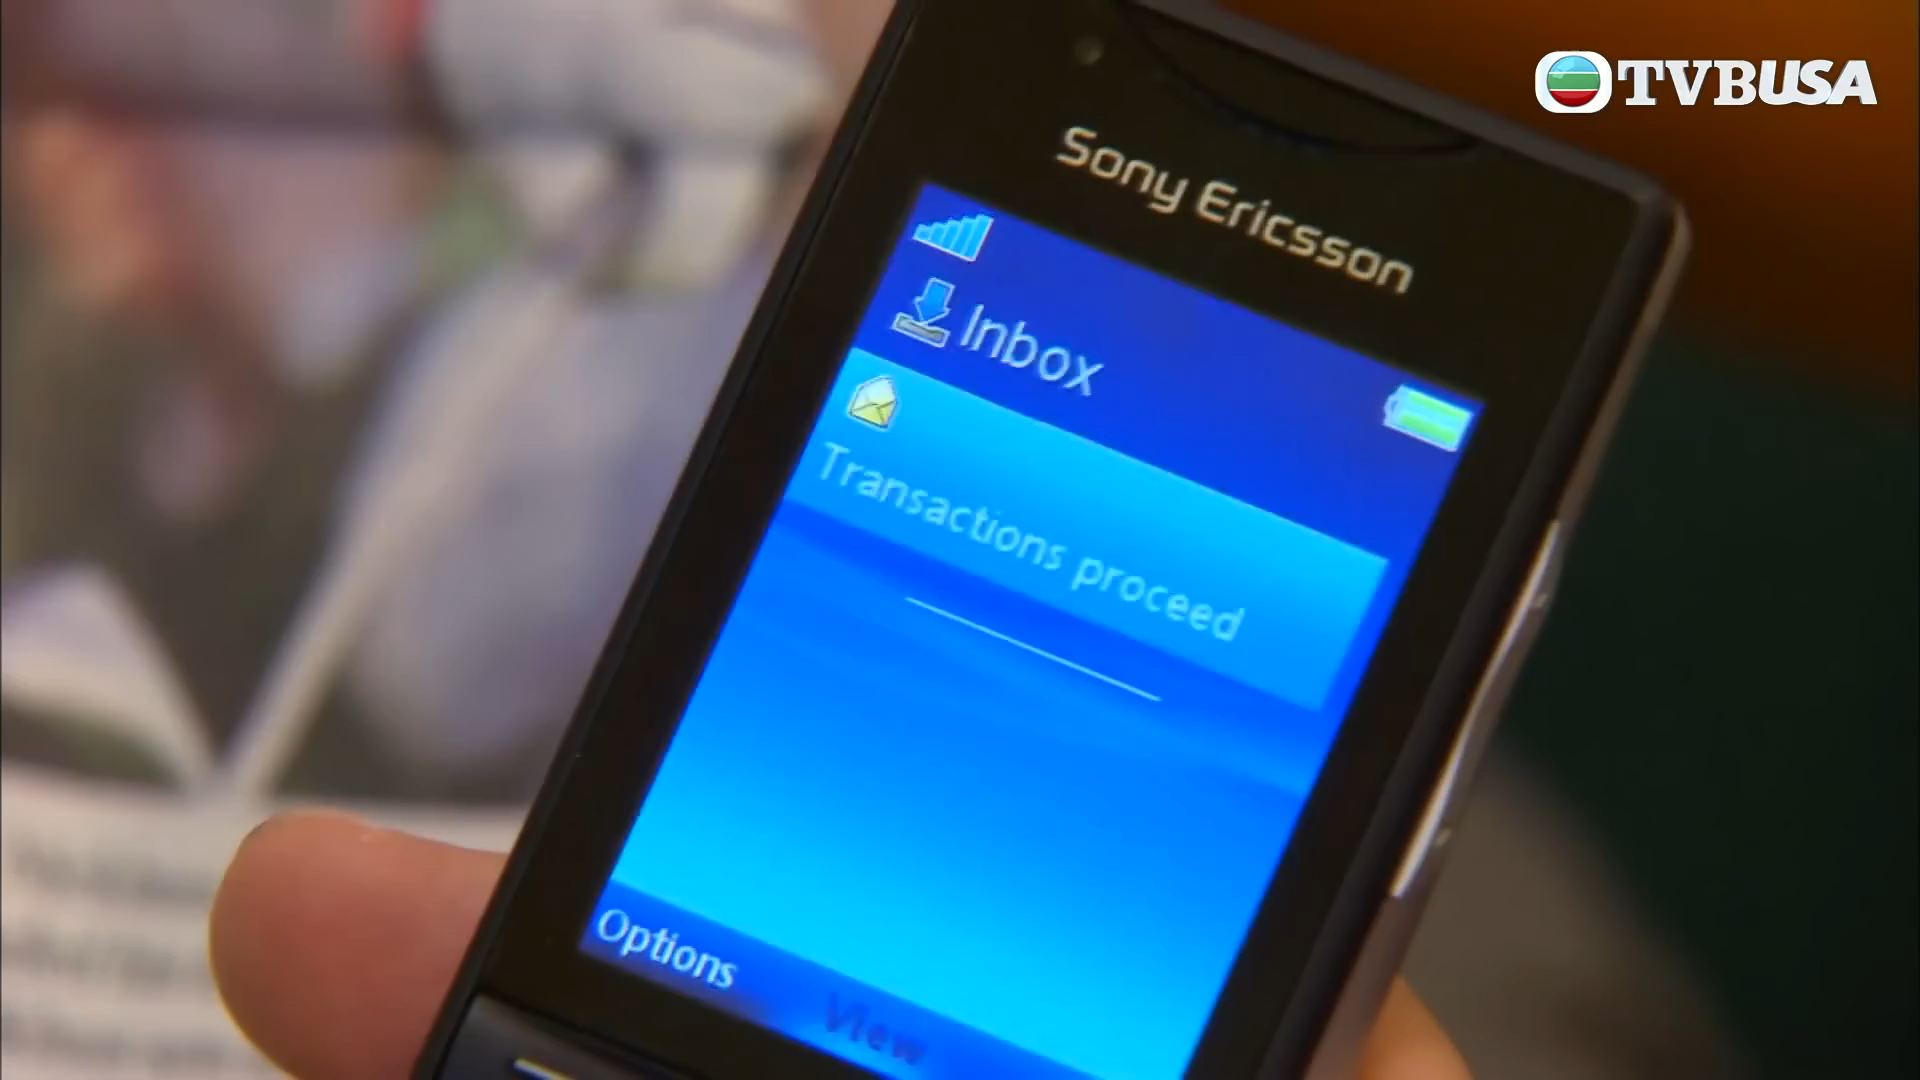 TVBUSA
Sony Ericsson
Inbox
Transactions proceed
Options
View